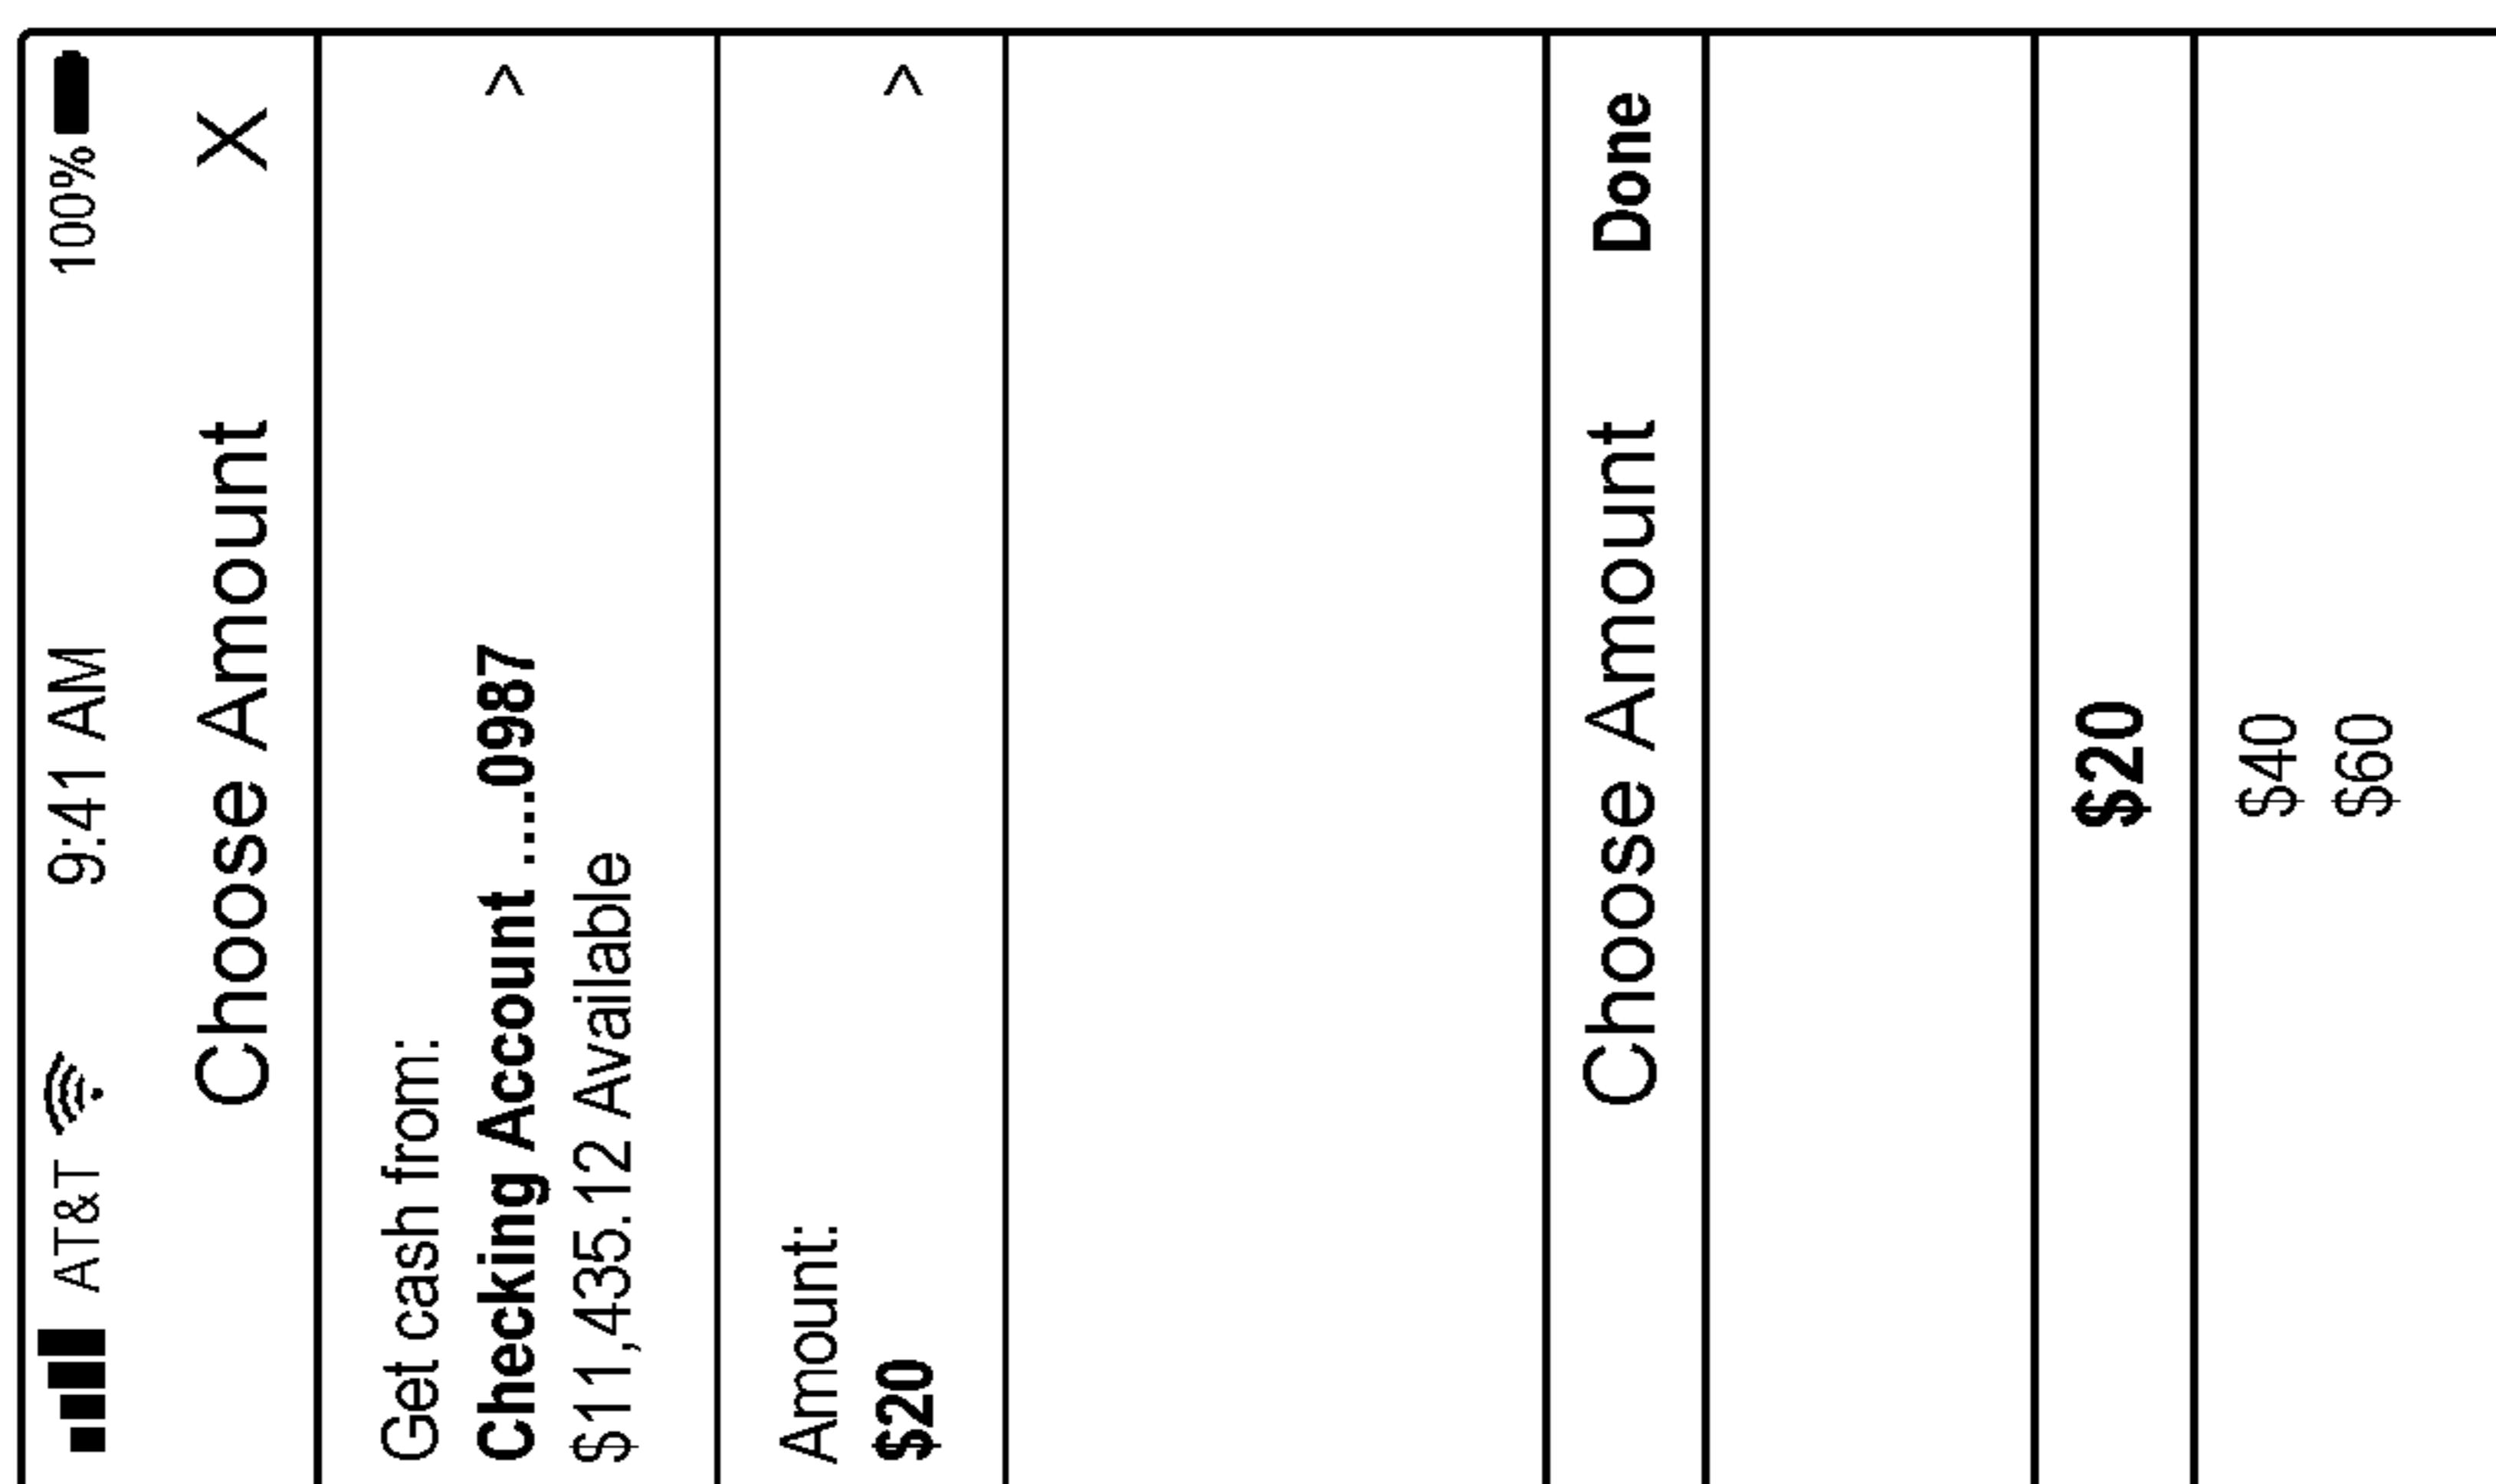 AT&T 9:41 AM 100%
Choose Amount X
Get cash from:
Checking Account ....0987 >
$11,435.12 Available
Amount:
$20 >
Choose Amount Done
$20
$40
$60